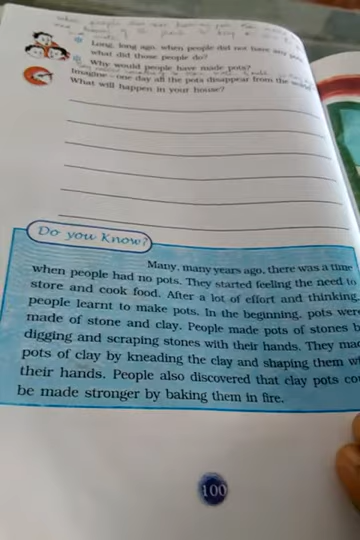 Long, long ago, when people did not have any pots
what did those people do?
Why would people have made pots?
Imagine – one day all the pots disappear from the world
What will happen in your house?
Do you Know?
Many, many years ago, there was a time
when people had no pots. They started feeling the need to
store and cook food. After a lot of effort and thinking,
people learnt to make pots. In the beginning, pots were
made of stone and clay. People made pots of stones b
digging and scraping stones with their hands. They mad
pots of clay by kneading the clay and shaping them wi
their hands. People also discovered that clay pots cou
be made stronger by baking them in fire.
100